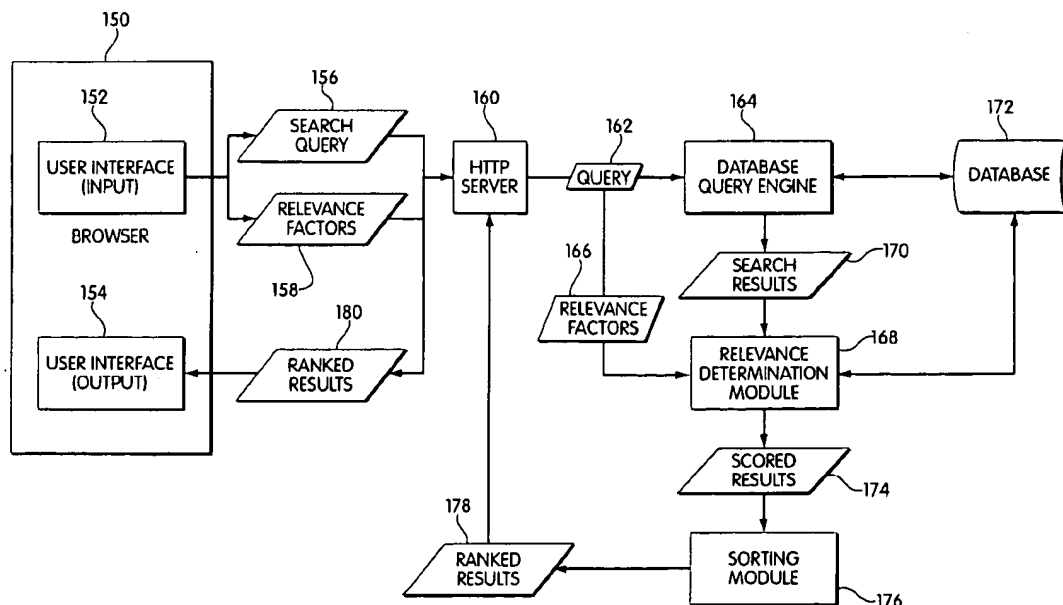 150
152
USER INTERFACE
(INPUT)
BROWSER
154
USER INTERFACE
(OUTPUT)
156
SEARCH
QUERY
RELEVANCE
FACTORS
158
180
RANKED
RESULTS
160
HTTP
SERVER
162
QUERY
164
DATABASE
QUERY ENGINE
172
DATABASE
166
RELEVANCE
FACTORS
SEARCH
RESULTS
170
RELEVANCE
DETERMINATION
MODULE
168
SCORED
RESULTS
174
178
RANKED
RESULTS
SORTING
MODULE
176